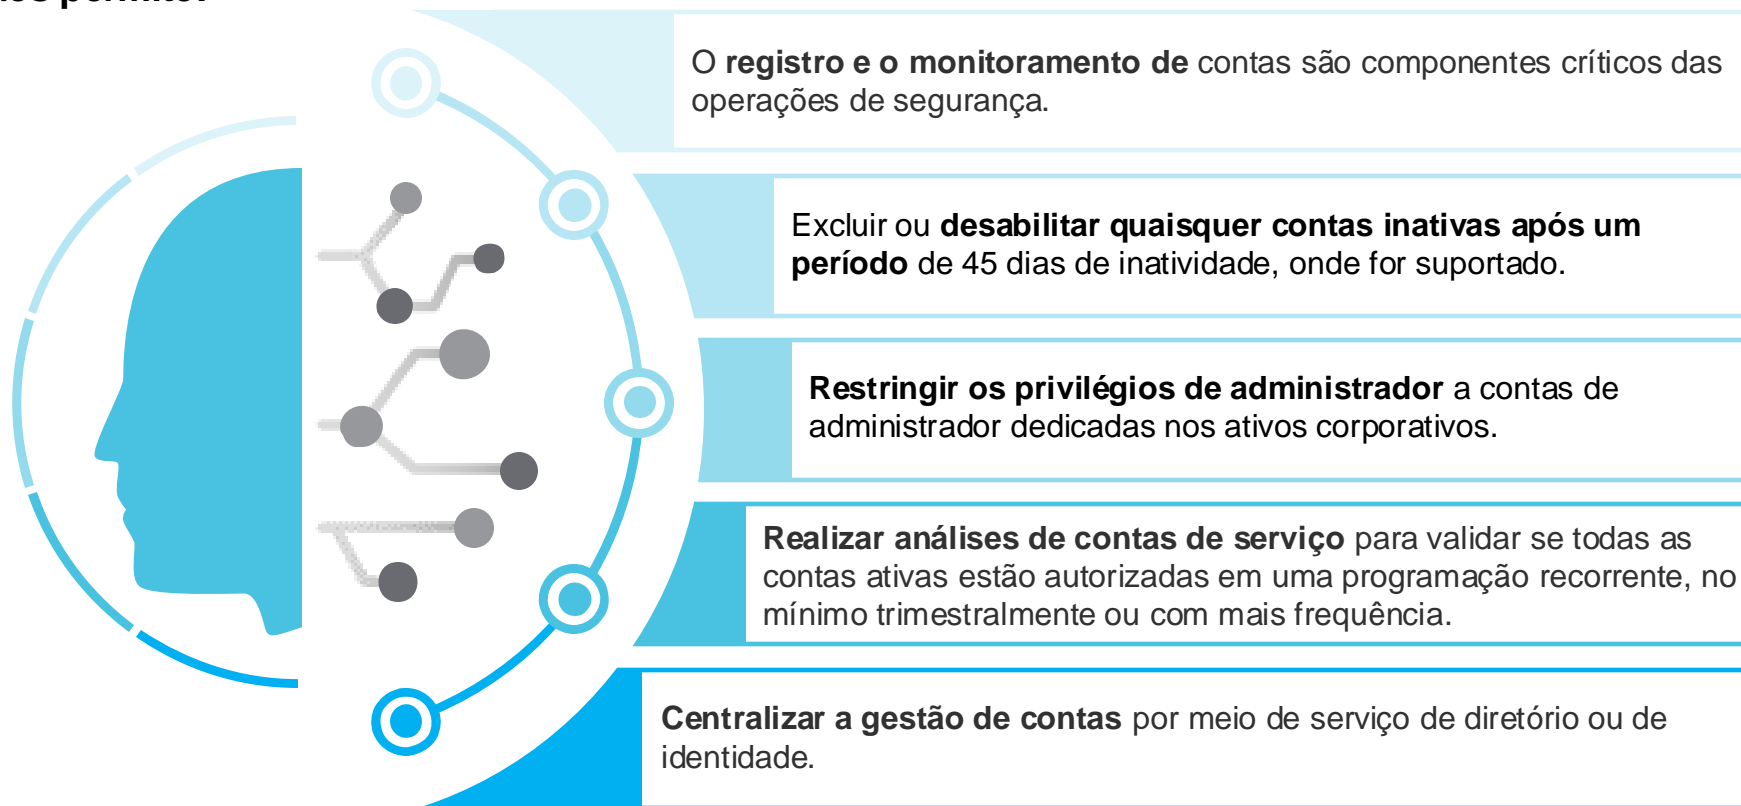 O registro e o monitoramento de contas são componentes críticos das
operações de segurança.
Excluir ou desabilitar quaisquer contas inativas após um
período de 45 dias de inatividade, onde for suportado.
Restringir os privilégios de administrador a contas de
administrador dedicadas nos ativos corporativos.
Realizar análises de contas de serviço para validar se todas as
contas ativas estão autorizadas em uma programação recorrente, no
mínimo trimestralmente ou com mais frequência.
Centralizar a gestão de contas por meio de serviço de diretório ou de
identidade.